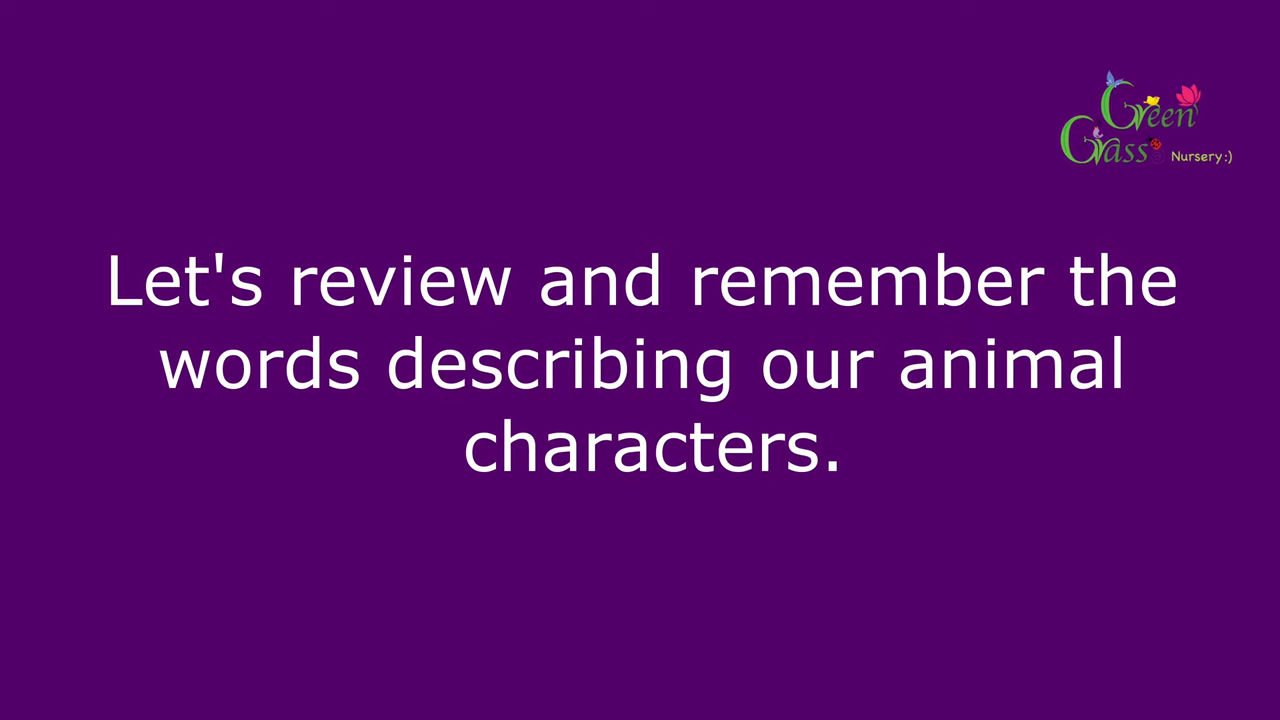 Green
Grass Nursery:)
Let's review and remember the
words describing our animal
characters.